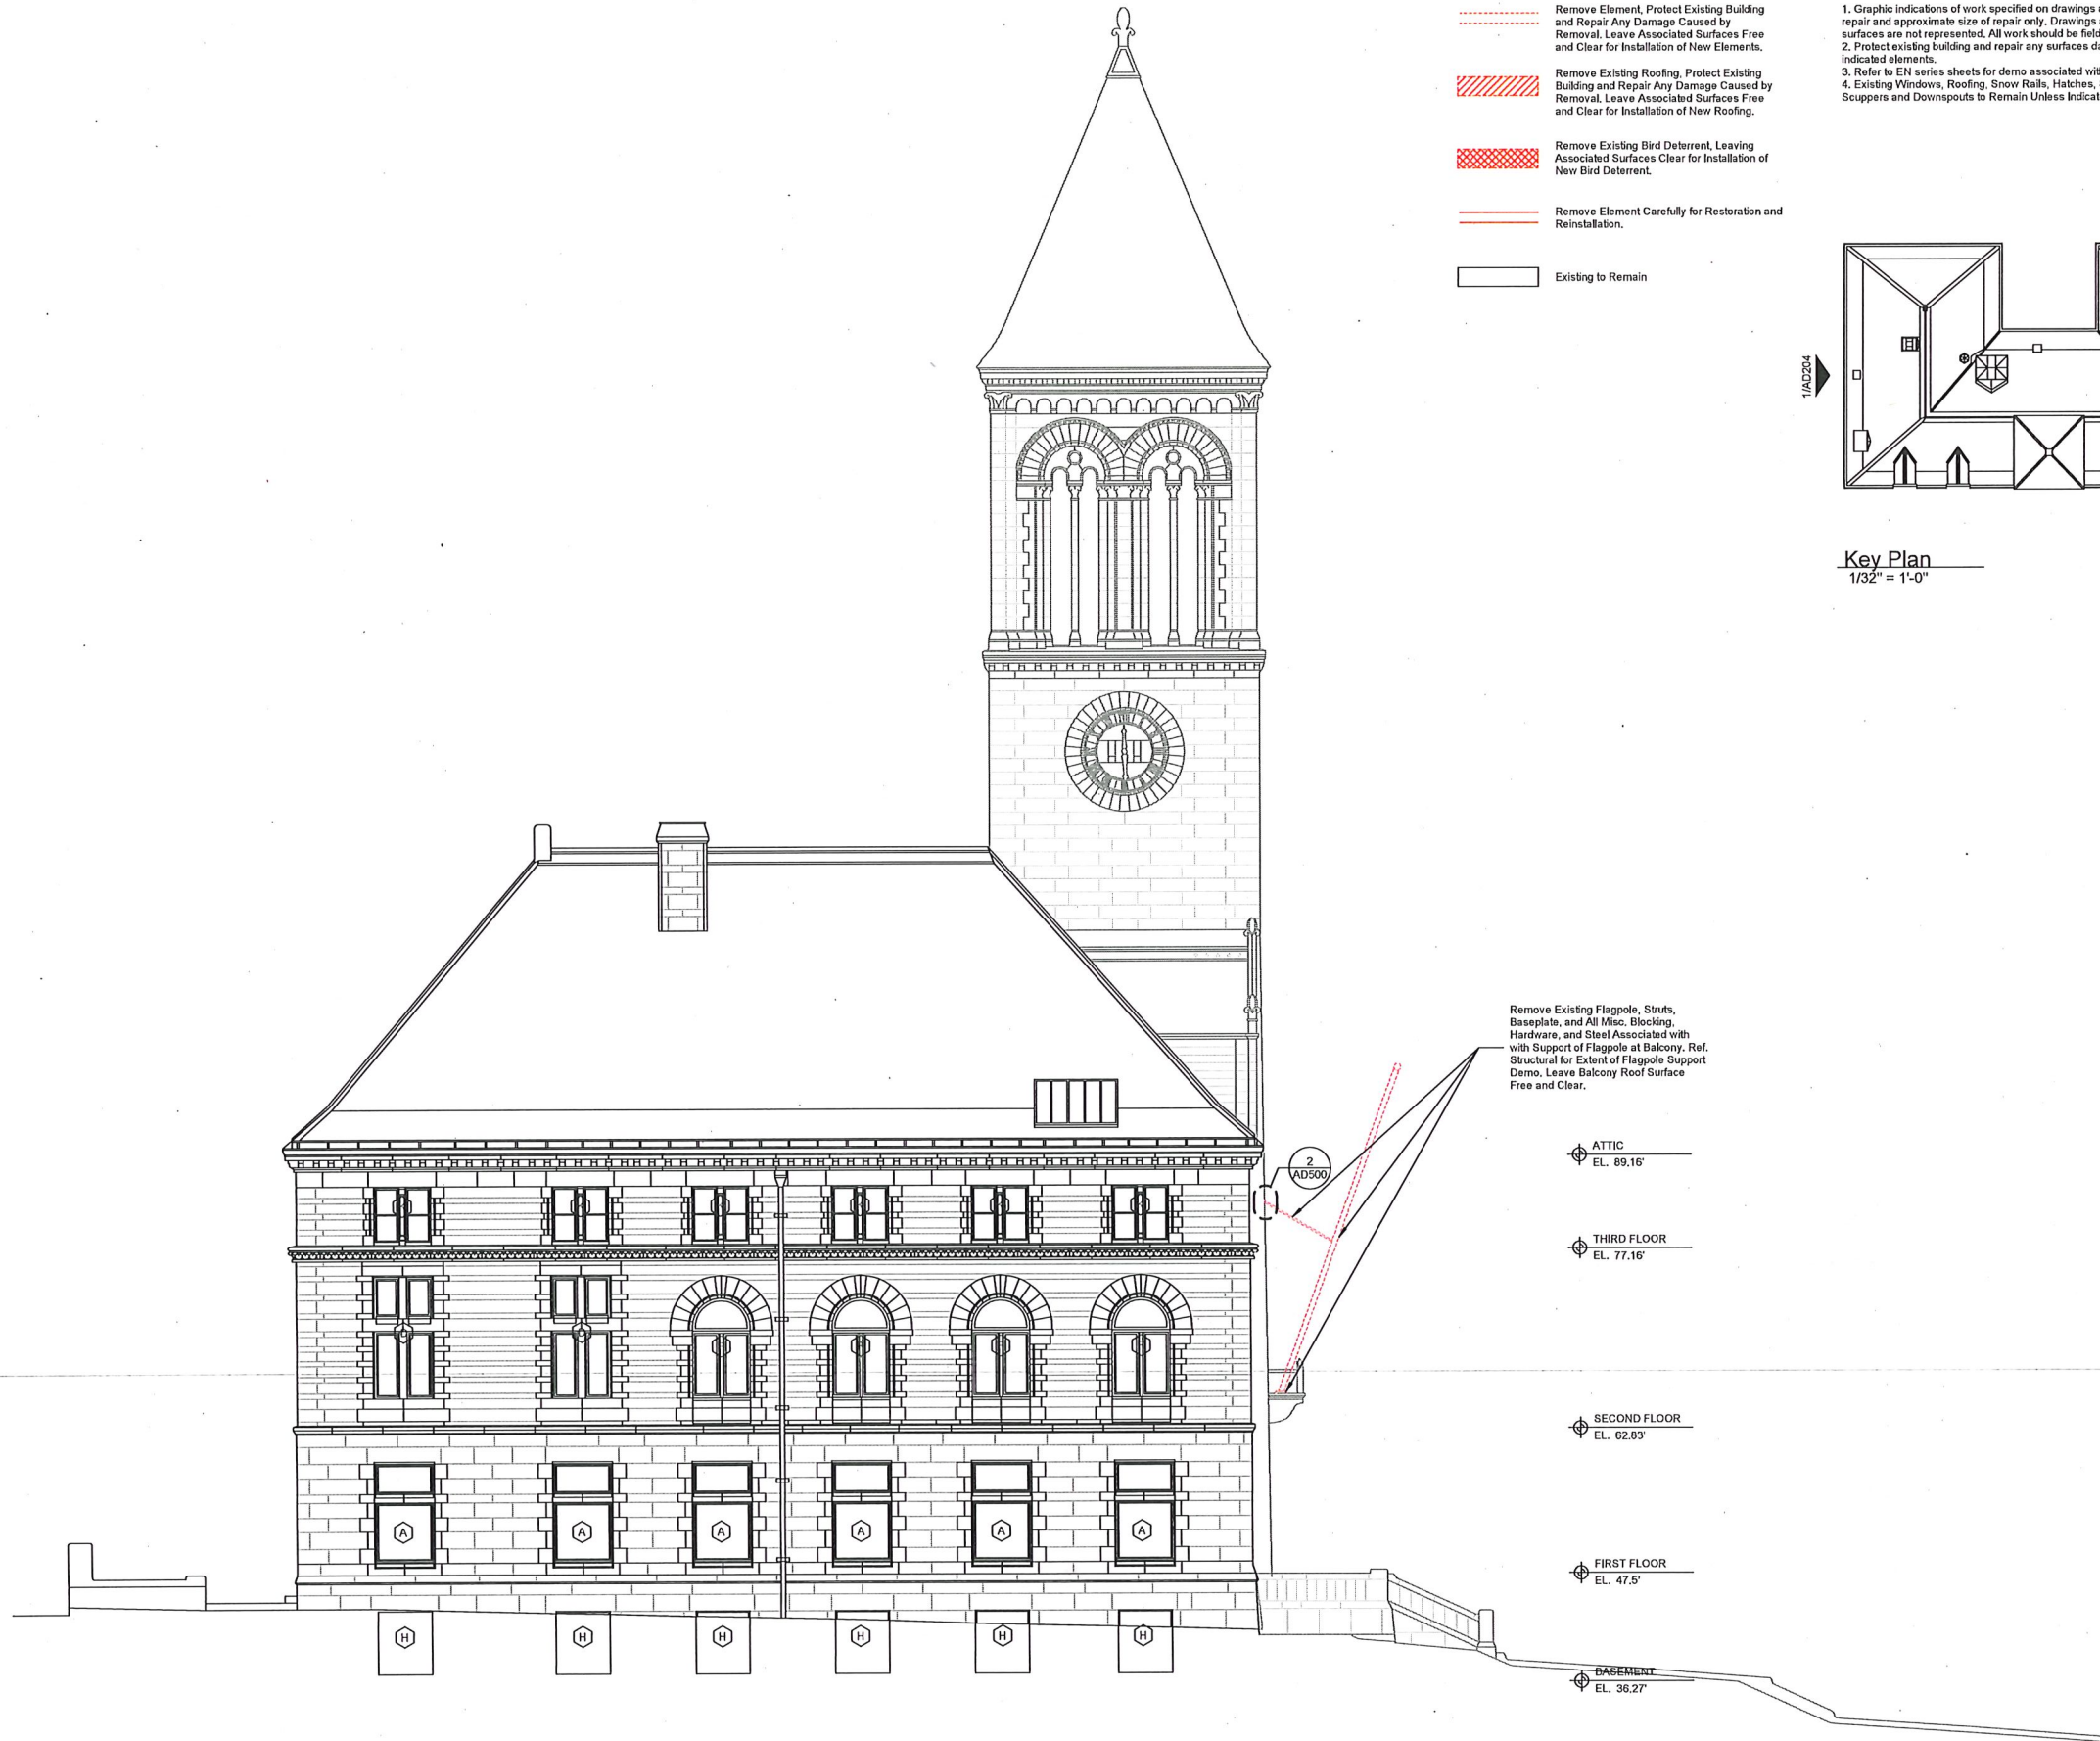 Remove Element, Protect Existing Building
and Repair Any Damage Caused by
Removal. Leave Associated Surfaces Free
and Clear for Installation of New Elements.
Remove Existing Roofing, Protect Existing
Building and Repair Any Damage Caused by
Removal. Leave Associated Surfaces Free
and Clear for Installation of New Roofing.
Remove Existing Bird Deterrent, Leaving
Associated Surfaces Clear for Installation of
New Bird Deterrent.
Remove Element Carefully for Restoration and
Reinstallation.
Existing to Remain
1. Graphic indications of work specified on drawings
repair and approximate size of repair only. Drawings
surfaces are not represented. All work should be field
2. Protect existing building and repair any surfaces
indicated elements.
3. Refer to EN series sheets for demo associated
4. Existing Windows, Roofing, Snow Rails, Hatches,
Scuppers and Downspouts to Remain Unless
1/AD204
Key Plan
1/32" = 1'-0"
Remove Existing Flagpole, Struts,
Baseplate, and All Misc. Blocking,
Hardware, and Steel Associated with
with Support of Flagpole at Balcony. Ref.
Structural for Extent of Flagpole Support
Demo. Leave Balcony Roof Surface
Free and Clear.
2
AD500
ATTIC
EL. 89.16'
THIRD FLOOR
EL. 77.16'
SECOND FLOOR
EL. 62.83'
FIRST FLOOR
EL. 47.5'
BASEMENT
EL. 36.27'
A A A A A A
H H H H H H